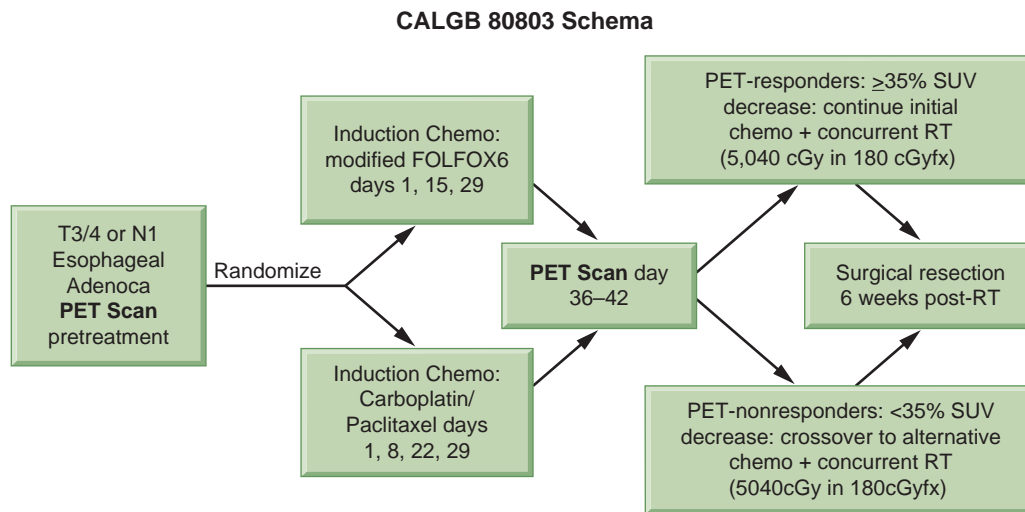 CALGB 80803 Schema
T3/4 or N1
Esophageal
Adenoca
PET Scan
pretreatment
Randomize
Induction Chemo:
modified FOLFOX6
days 1, 15, 29
Induction Chemo:
Carboplatin/
Paclitaxel days
1, 8, 22, 29
PET Scan day
36–42
PET-responders: ≥35% SUV
decrease: continue initial
chemo + concurrent RT
(5,040 cGy in 180 cGyfx)
PET-nonresponders: <35% SUV
decrease: crossover to alternative
chemo + concurrent RT
(5040cGy in 180cGyfx)
Surgical resection
6 weeks post-RT